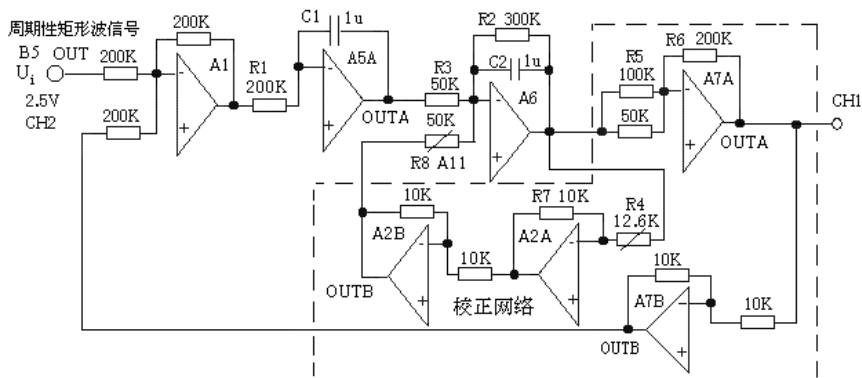 周期性矩形波信号
B5 OUT
Ui
2.5V
CH2
200K
200K
200K
-
+
A1
R1
200K
C1
1u
-
+
A5A
OUTA
R3
50K
50K
R8 A11
R2 300K
C2
1u
-
+
A6
R5
100K
50K
R6 200K
-
+
A7A
OUTA
CH1
10K
A2B
-
+
OUTB
10K
R7 10K
A2A
-
+
R4
12.6K
校正网络
10K
A7B
-
+
OUTB
10K